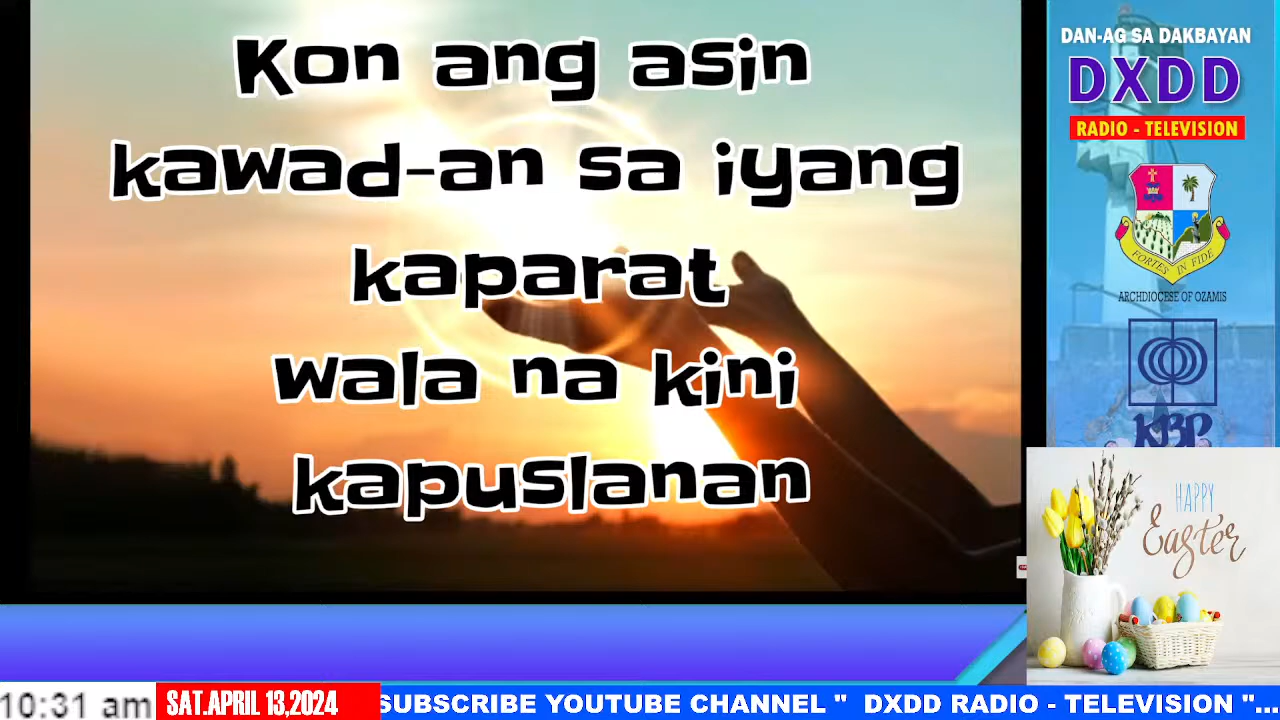 Kon ang asin
kawad-an sa iyang
kaparat
wala na kini
kapuslanan
DAN-AG SA DAKBAYAN
DXDD
RADIO - TELEVISION
FORTES IN FIDE
ARCHDIOCESE OF OZAMIS
KBP
HAPPY
Easter
10:31 am
SAT.APRIL 13,2024
SUBSCRIBE YOUTUBE CHANNEL " DXDD RADIO - TELEVISION "...